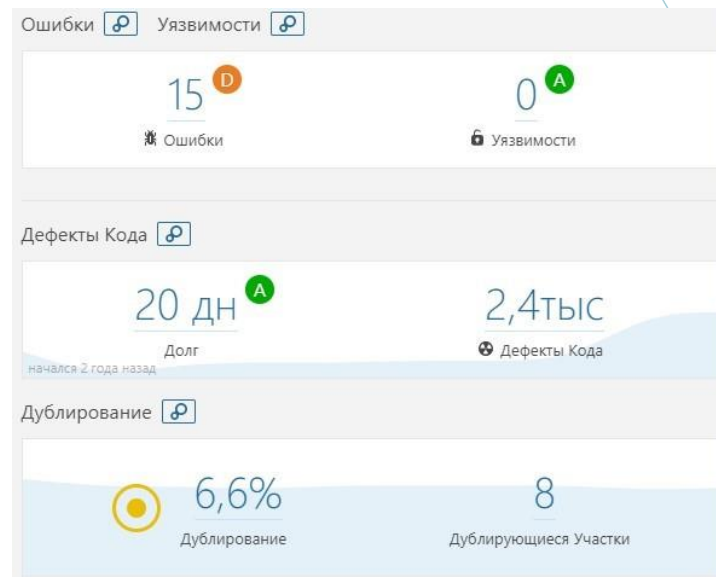 Ошибки Уязвимости
15 D 0 A
Ошибки Уязвимости
Дефекты Кода
20 дн A 2,4тыс
Долг Дефекты Кода
начался 2 года назад
Дублирование
6,6% 8
Дублирование Дублирующиеся Участки